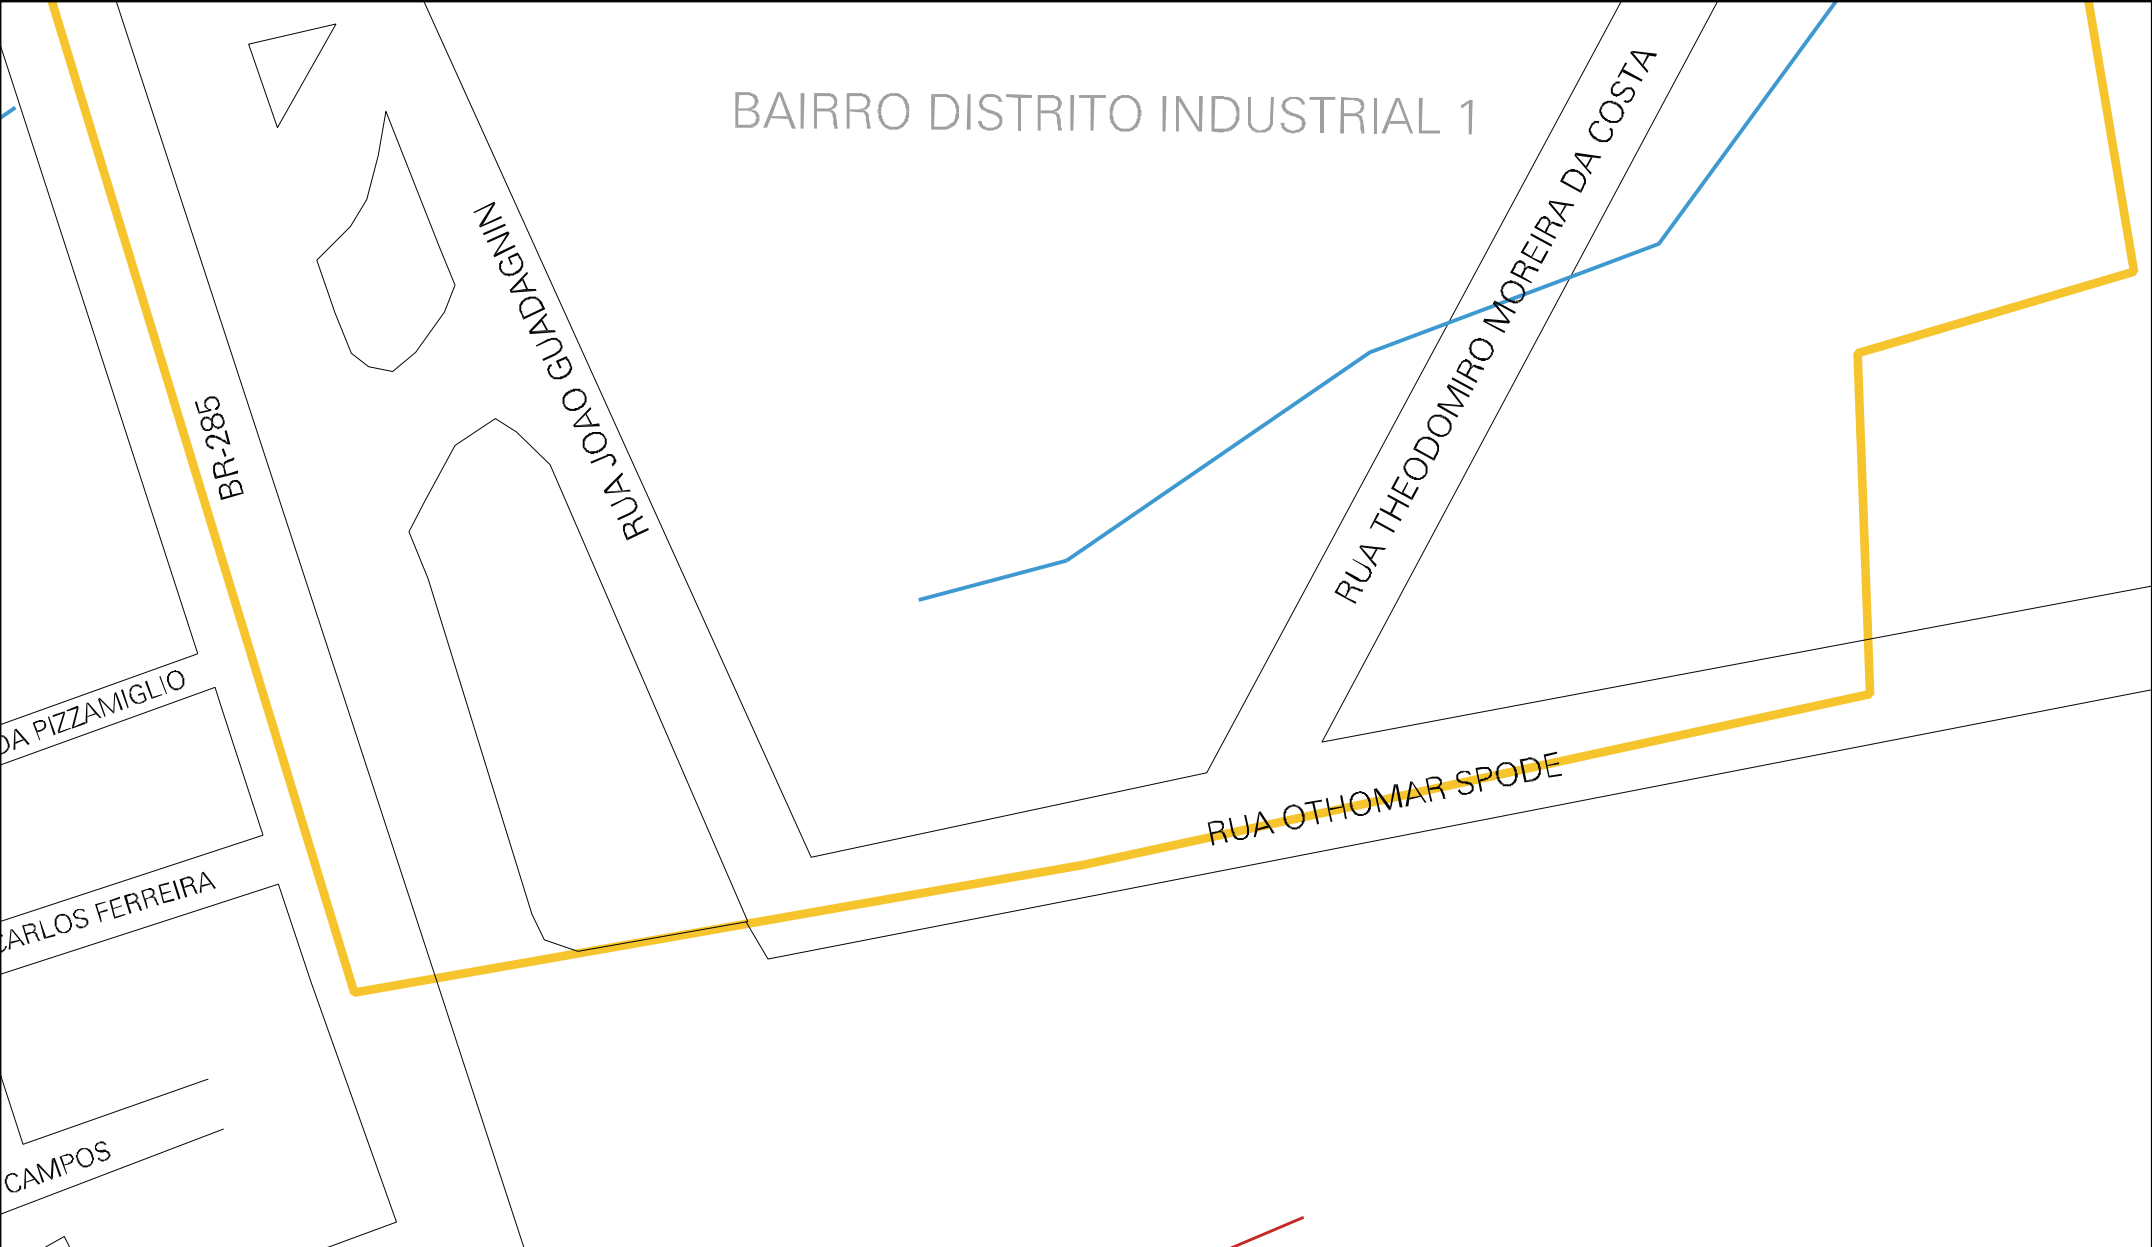 BAIRRO DISTRITO INDUSTRIAL 1
RUA THEODOMIRO MOREIRA DA COSTA
RUA JOAO GUADAGNIN
BR-285
DA PIZZAMIGLIO
RUA OTHOMAR SPODE
CARLOS FERREIRA
CAMPOS